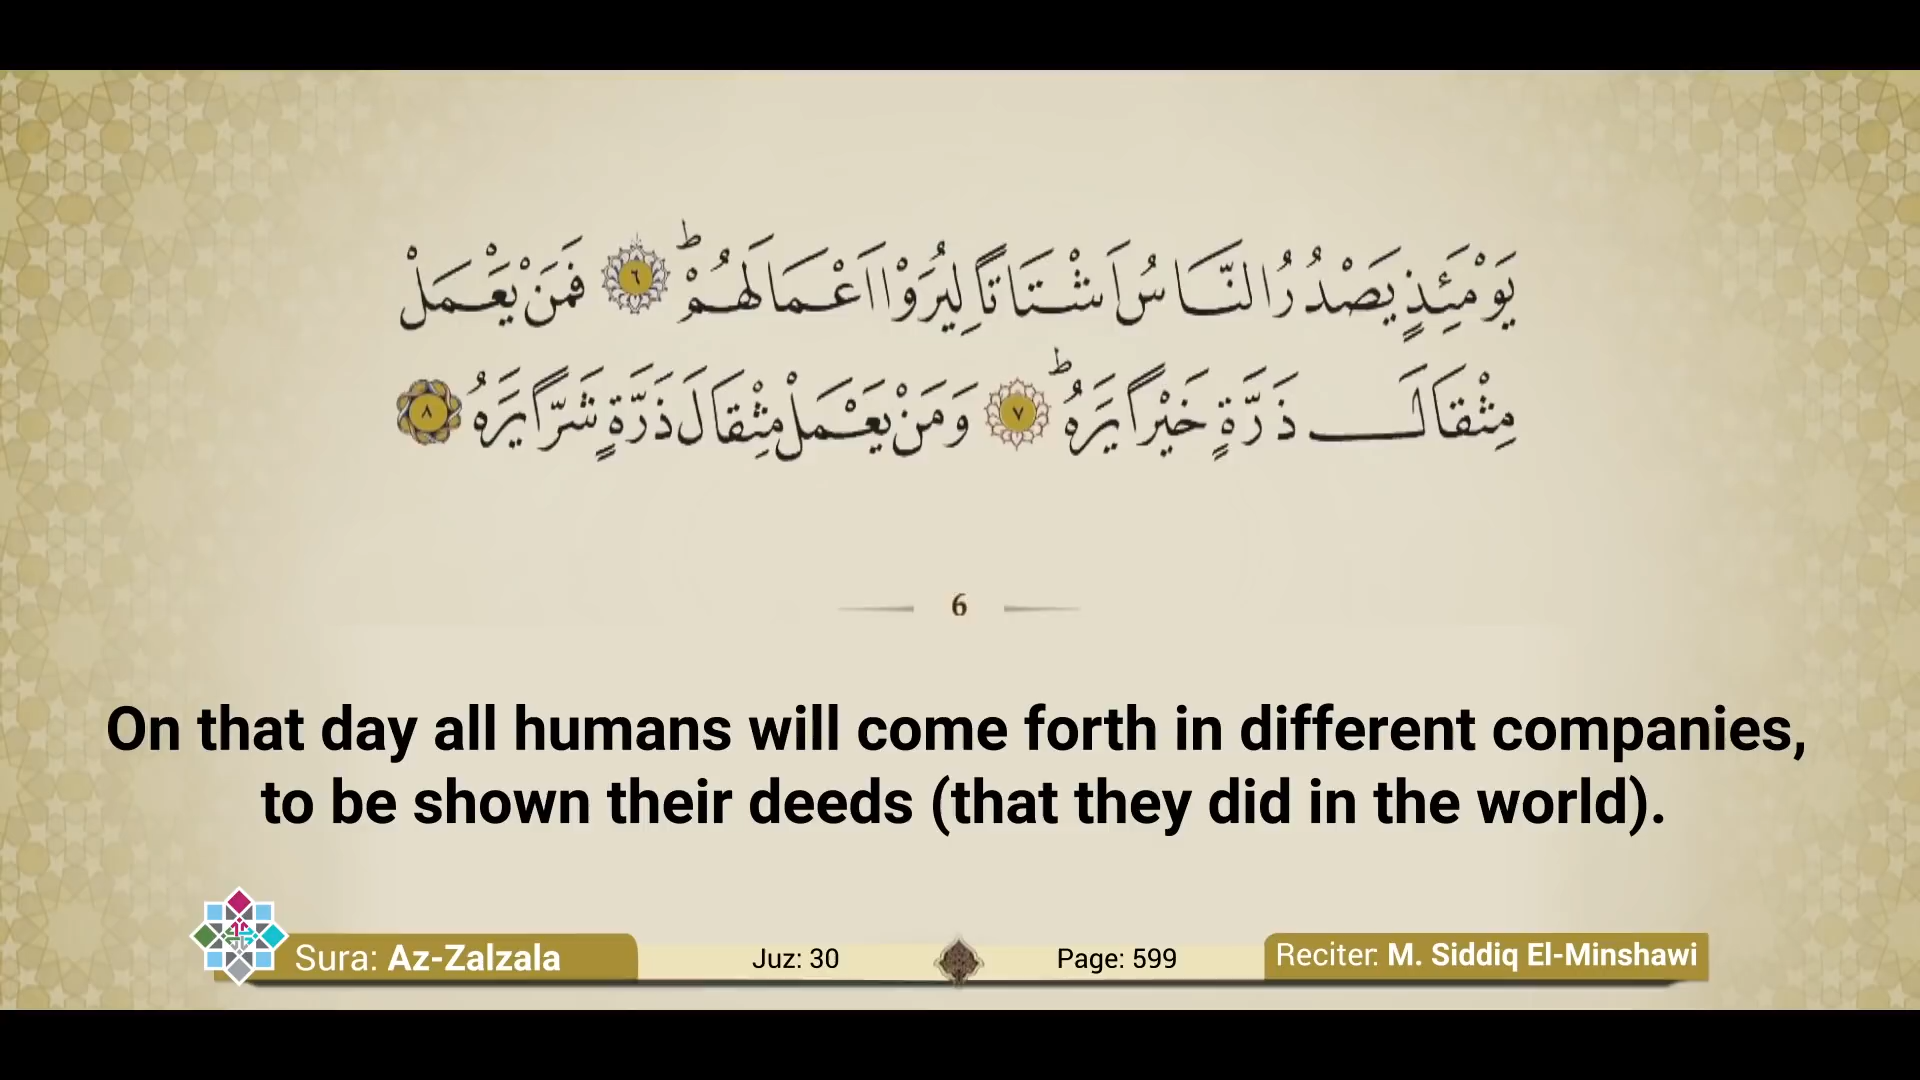 يَوْمَئِذٍ يَصْدُرُ النَّاسُ اَشْتَاتًا لِيُرَوْا اَعْمَالَهُمْۜ ٦ فَمَنْ يَعْمَلْ
مِثْقَالَ ذَرَّةٍ خَيْرًا يَرَهُۜ ٧ وَمَنْ يَعْمَلْ مِثْقَالَ ذَرَّةٍ شَرًّا يَرَهُ ٨
6
On that day all humans will come forth in different companies,
to be shown their deeds (that they did in the world).
Sura: Az-Zalzala Juz: 30 Page: 599 Reciter: M. Siddiq El-Minshawi